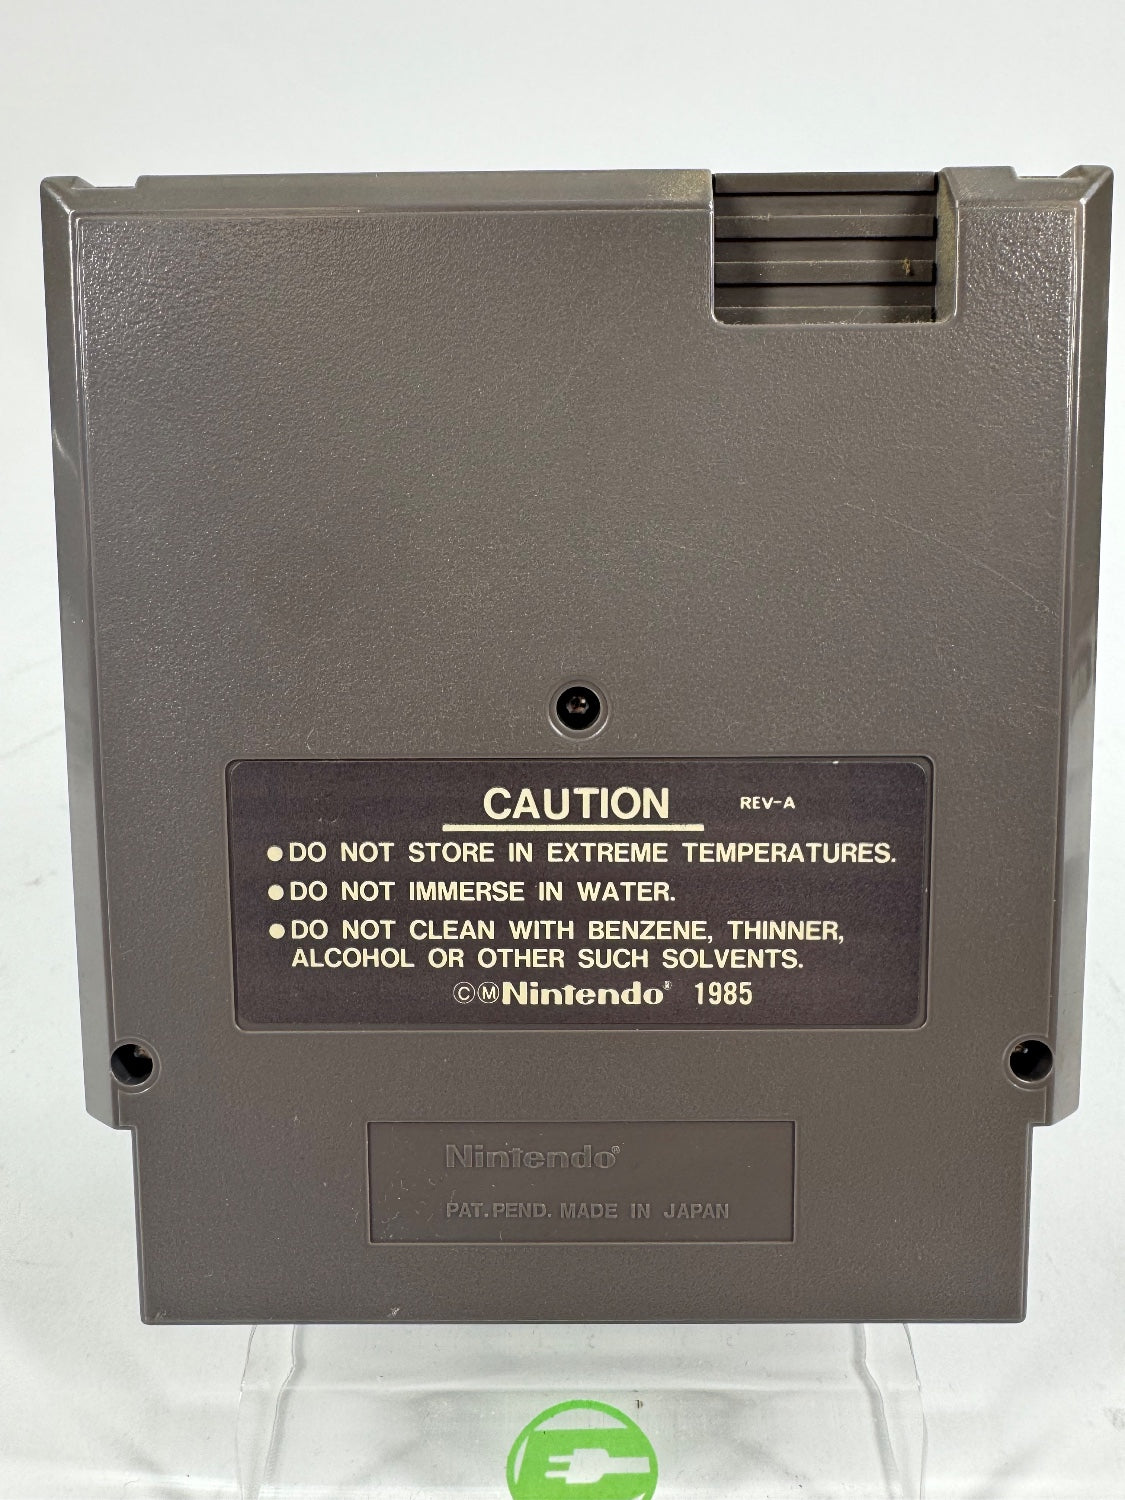 CAUTION REV-A
●DO NOT STORE IN EXTREME TEMPERATURES.
●DO NOT IMMERSE IN WATER.
●DO NOT CLEAN WITH BENZENE, THINNER,
ALCOHOL OR OTHER SUCH SOLVENTS.
ⒸⓂNintendo® 1985
Nintendo®
PAT.PEND. MADE IN JAPAN